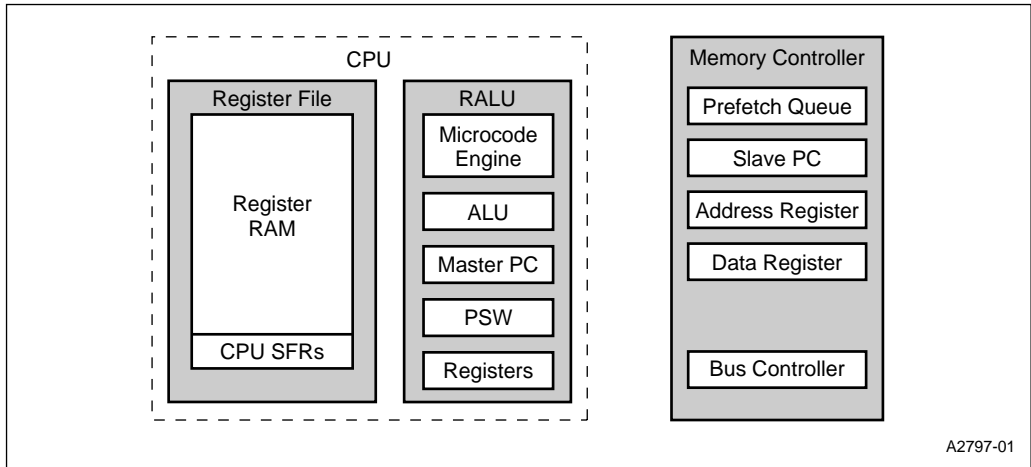 CPU
Register File
Register
RAM
CPU SFRs
RALU
Microcode
Engine
ALU
Master PC
PSW
Registers
Memory Controller
Prefetch Queue
Slave PC
Address Register
Data Register
Bus Controller
A2797-01